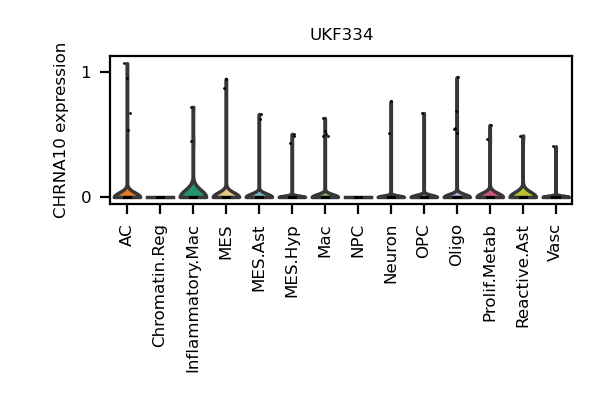 UKF334
CHRNA10 expression
1
0
AC
Chromatin.Reg
Inflammatory.Mac
MES
MES.Ast
MES.Hyp
Mac
NPC
Neuron
OPC
Oligo
Prolif.Metab
Reactive.Ast
Vasc